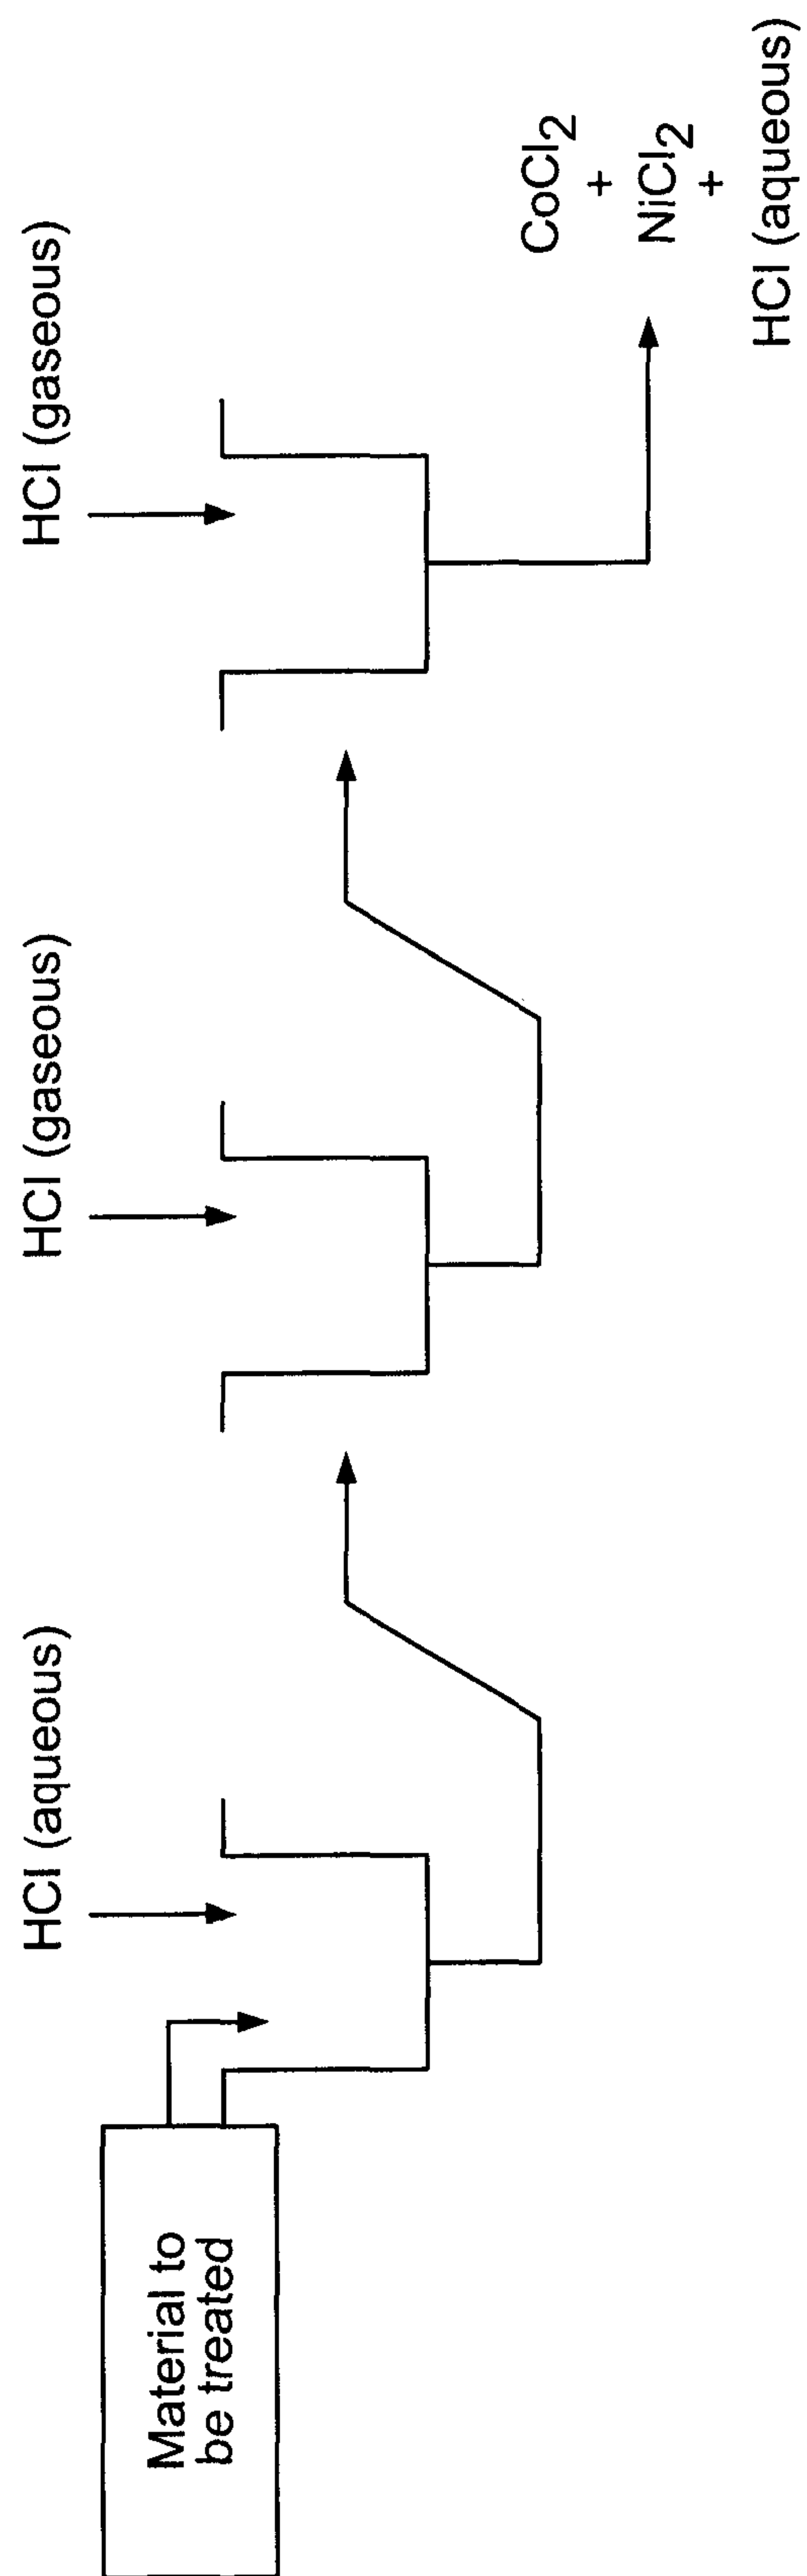 Material to
be treated
HCl (aqueous)
HCl (gaseous)
HCl (gaseous)
CoCl2
+
NiCl2
+
HCl (aqueous)